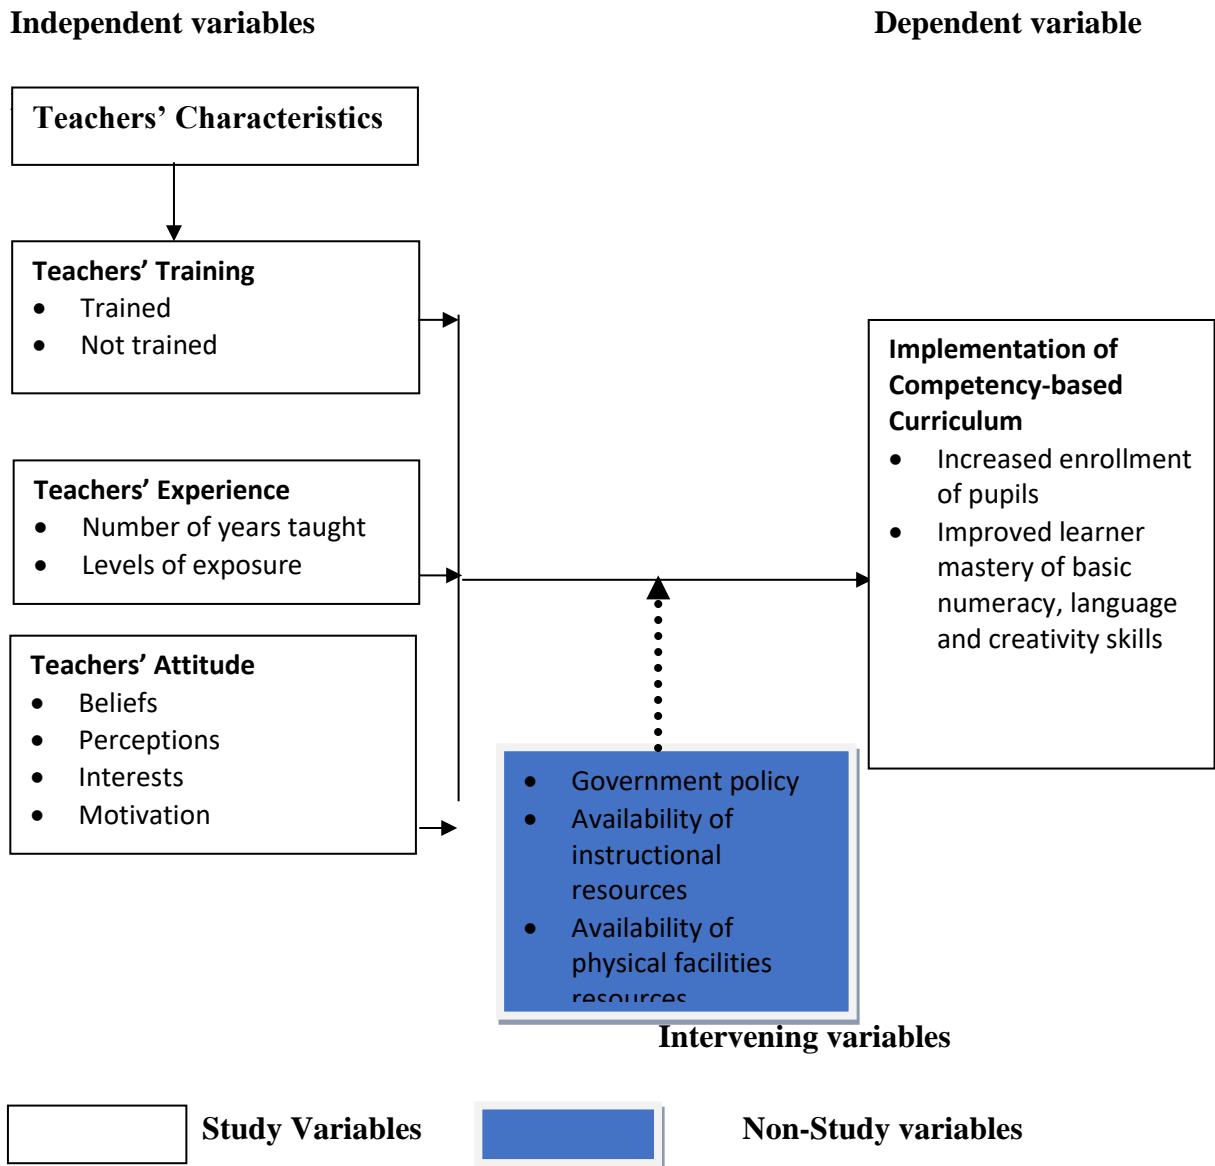 Independent variables
Dependent variable
Teachers’ Characteristics
Teachers’ Training
• Trained
• Not trained
Teachers’ Experience
• Number of years taught
• Levels of exposure
Teachers’ Attitude
• Beliefs
• Perceptions
• Interests
• Motivation
• Government policy
• Availability of
instructional
resources
• Availability of
physical facilities
resources
Intervening variables
Implementation of
Competency-based
Curriculum
• Increased enrollment
of pupils
• Improved learner
mastery of basic
numeracy, language
and creativity skills
Study Variables
Non-Study variables